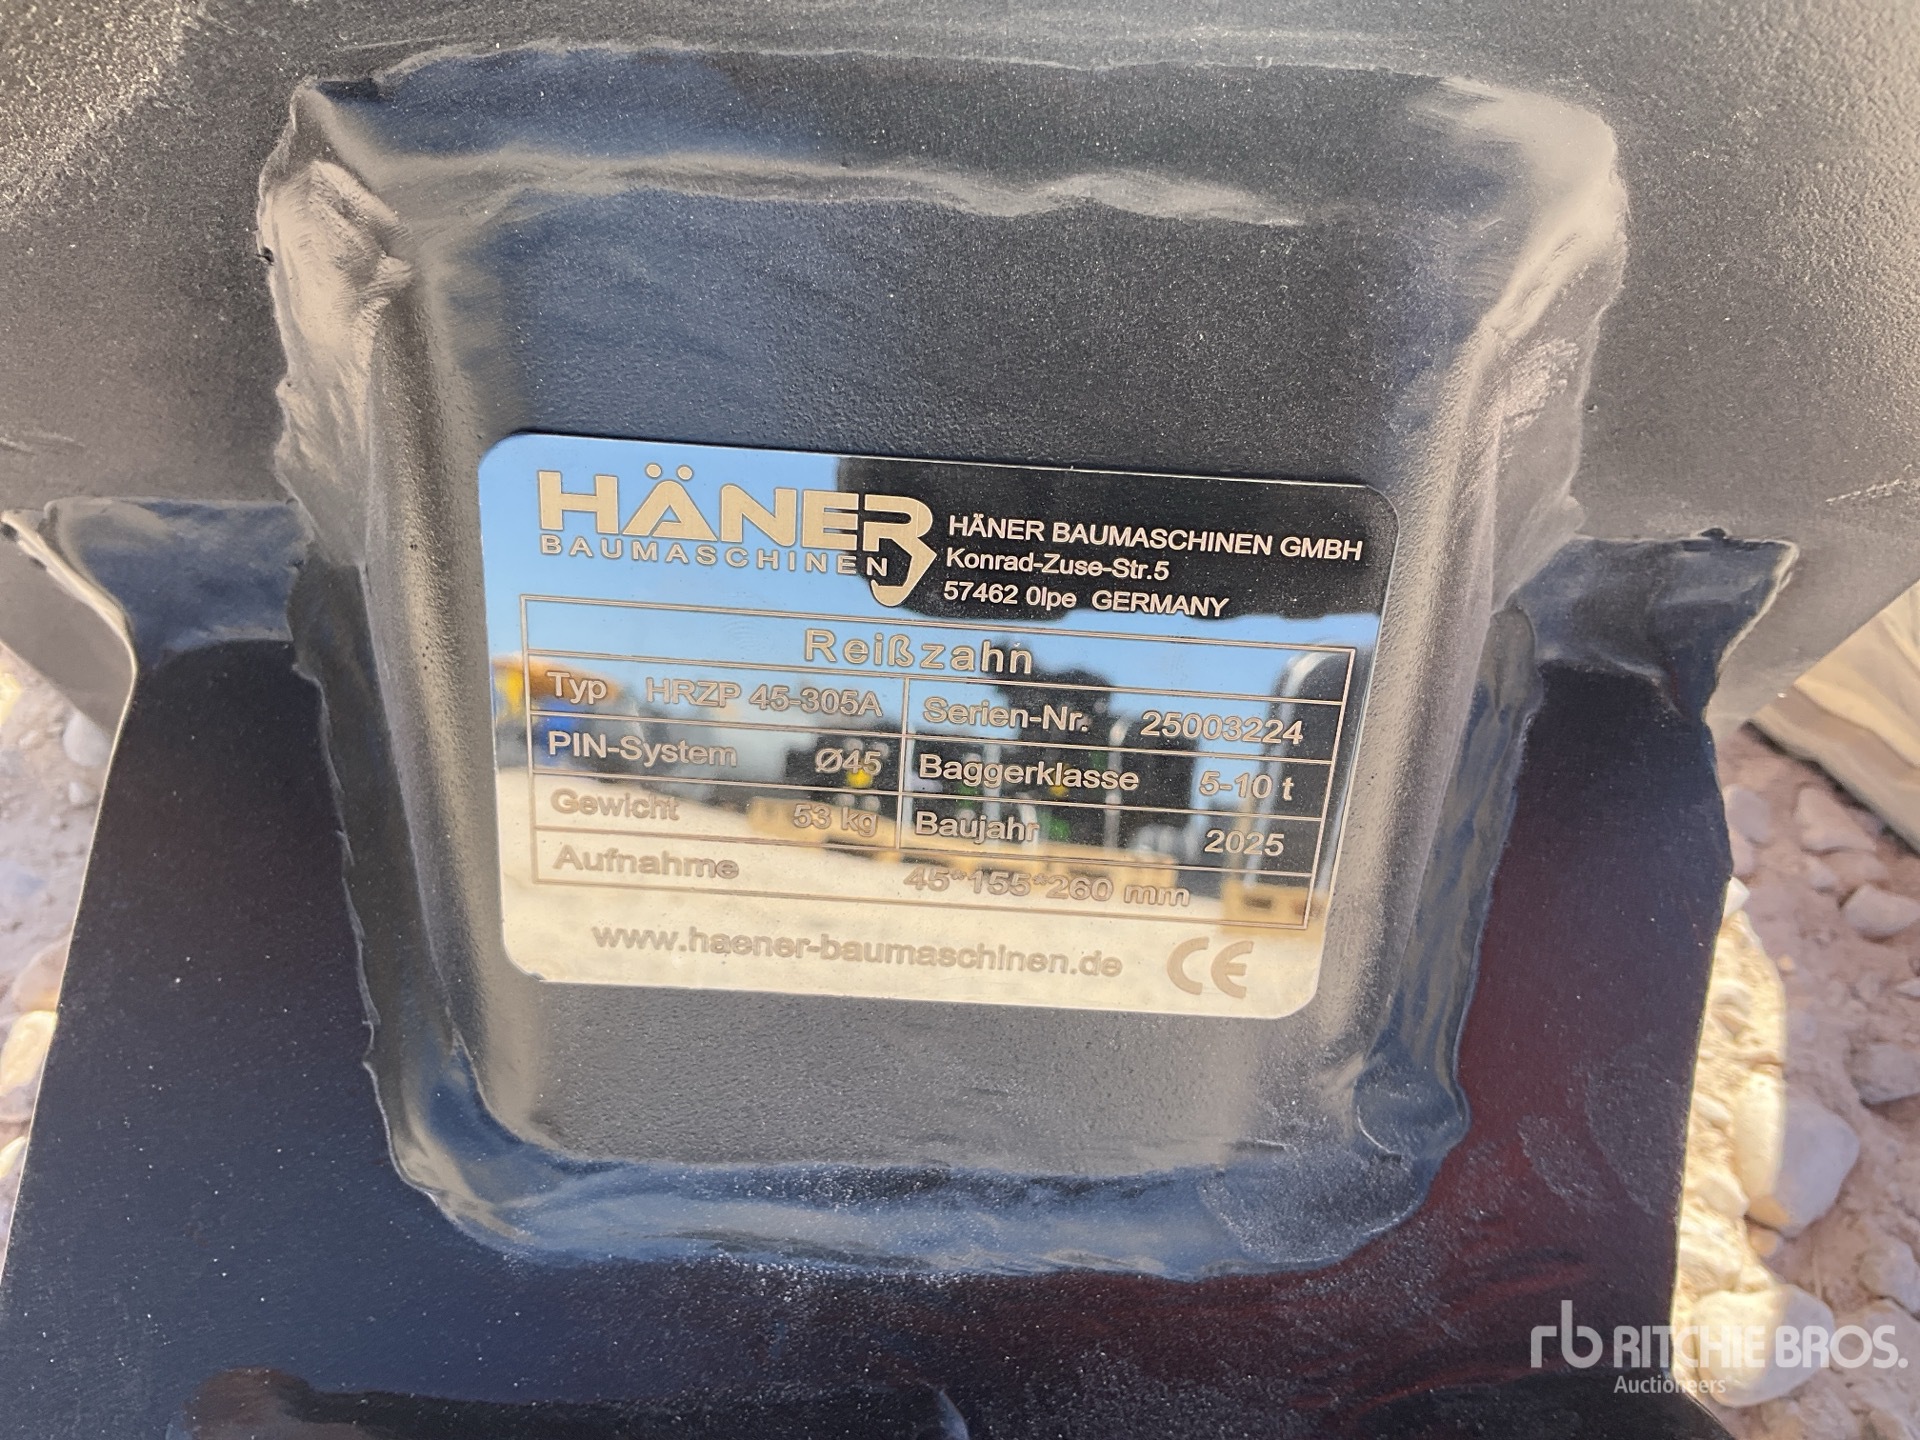 HÄNER
BAUMASCHINEN
HÄNER BAUMASCHINEN GMBH
Konrad-Zuse-Str.5
57462 Olpe GERMANY
Reißzahn
Typ HRZP 45-305A Serien-Nr. 25003224
PIN-System Ø45 Baggerklasse 5-10 t
Gewicht 53 kg Baujahr 2025
Aufnahme 45*155*260 mm
www.haener-baumaschinen.de CE
rb RITCHIE BROS.
Auctioneers